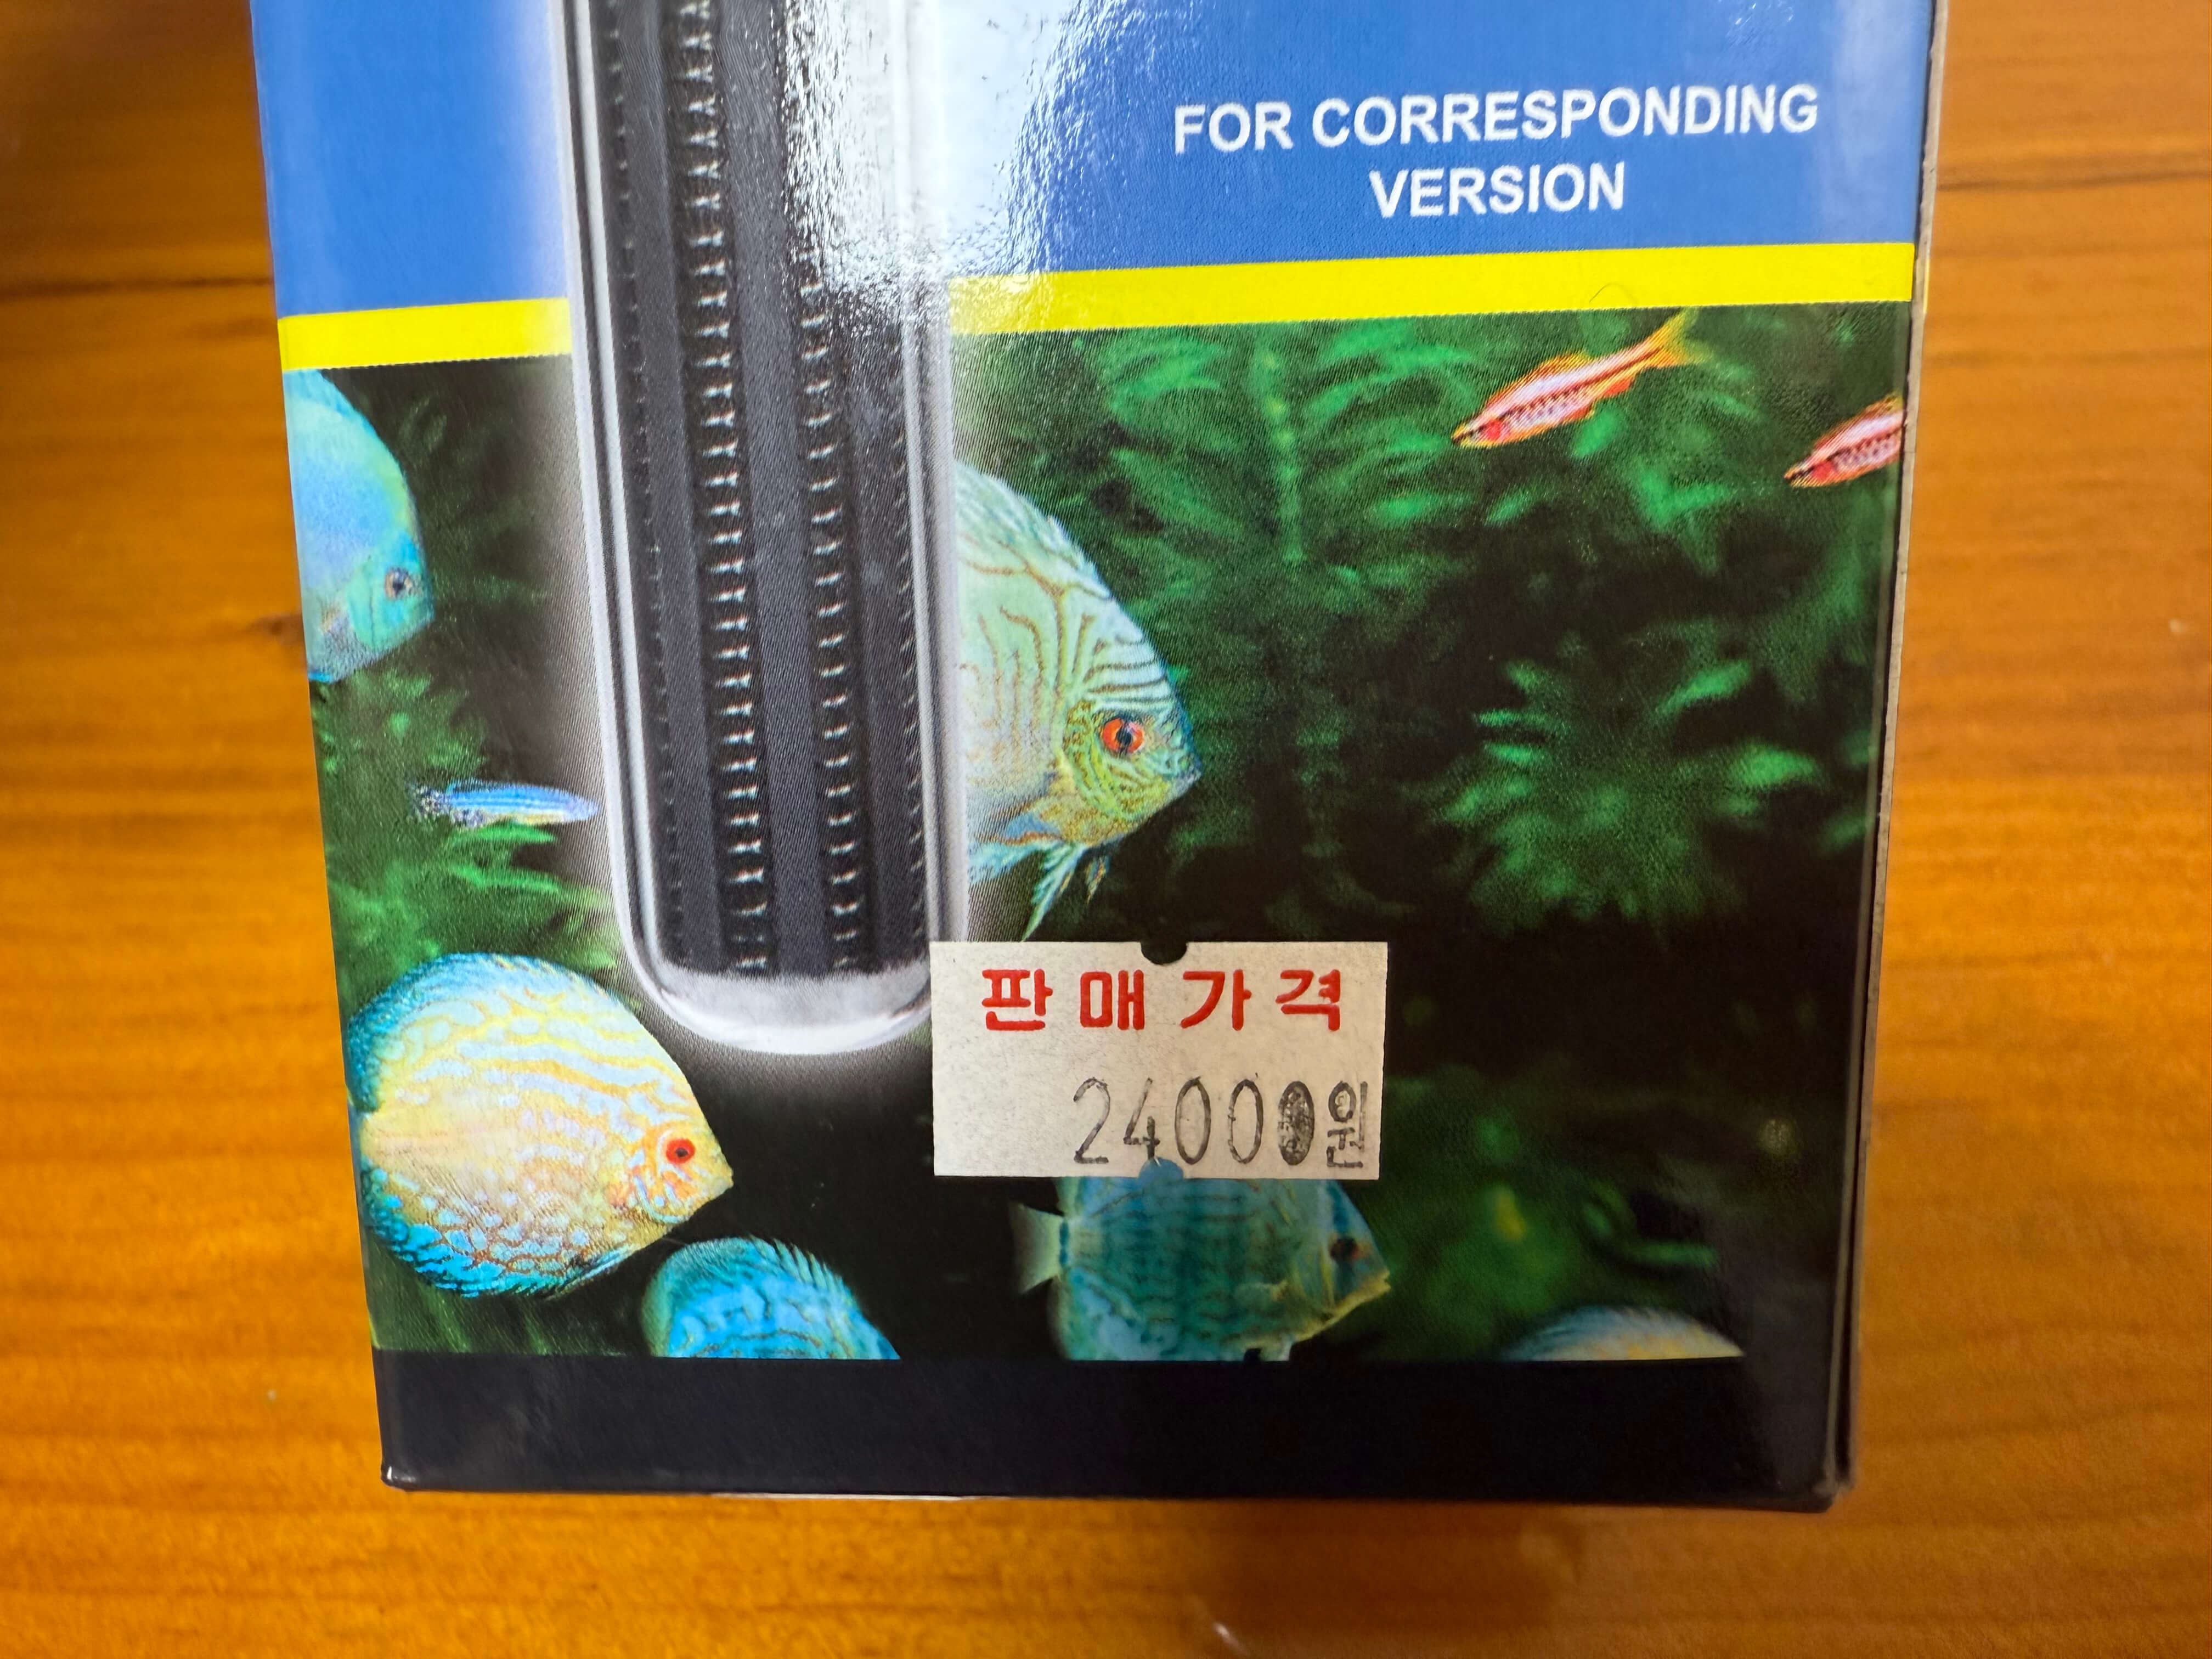 FOR CORRESPONDING
VERSION
판매가격
24000원